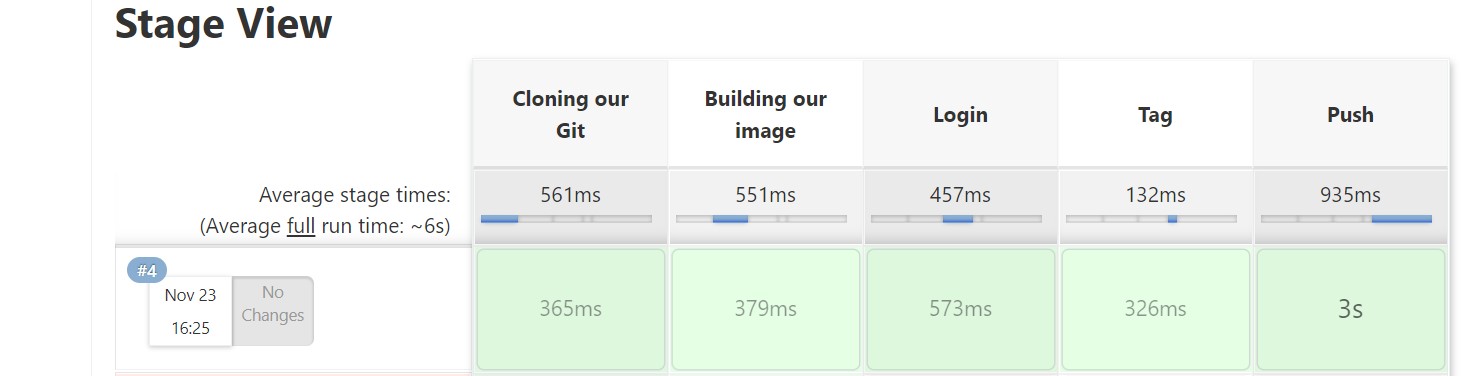 Stage View
Cloning our
Git
Building our
image
Login
Tag
Push
Average stage times:
(Average full run time: ~6s)
561ms
551ms
457ms
132ms
935ms
#4
Nov 23
16:25
No
Changes
365ms
379ms
573ms
326ms
3s